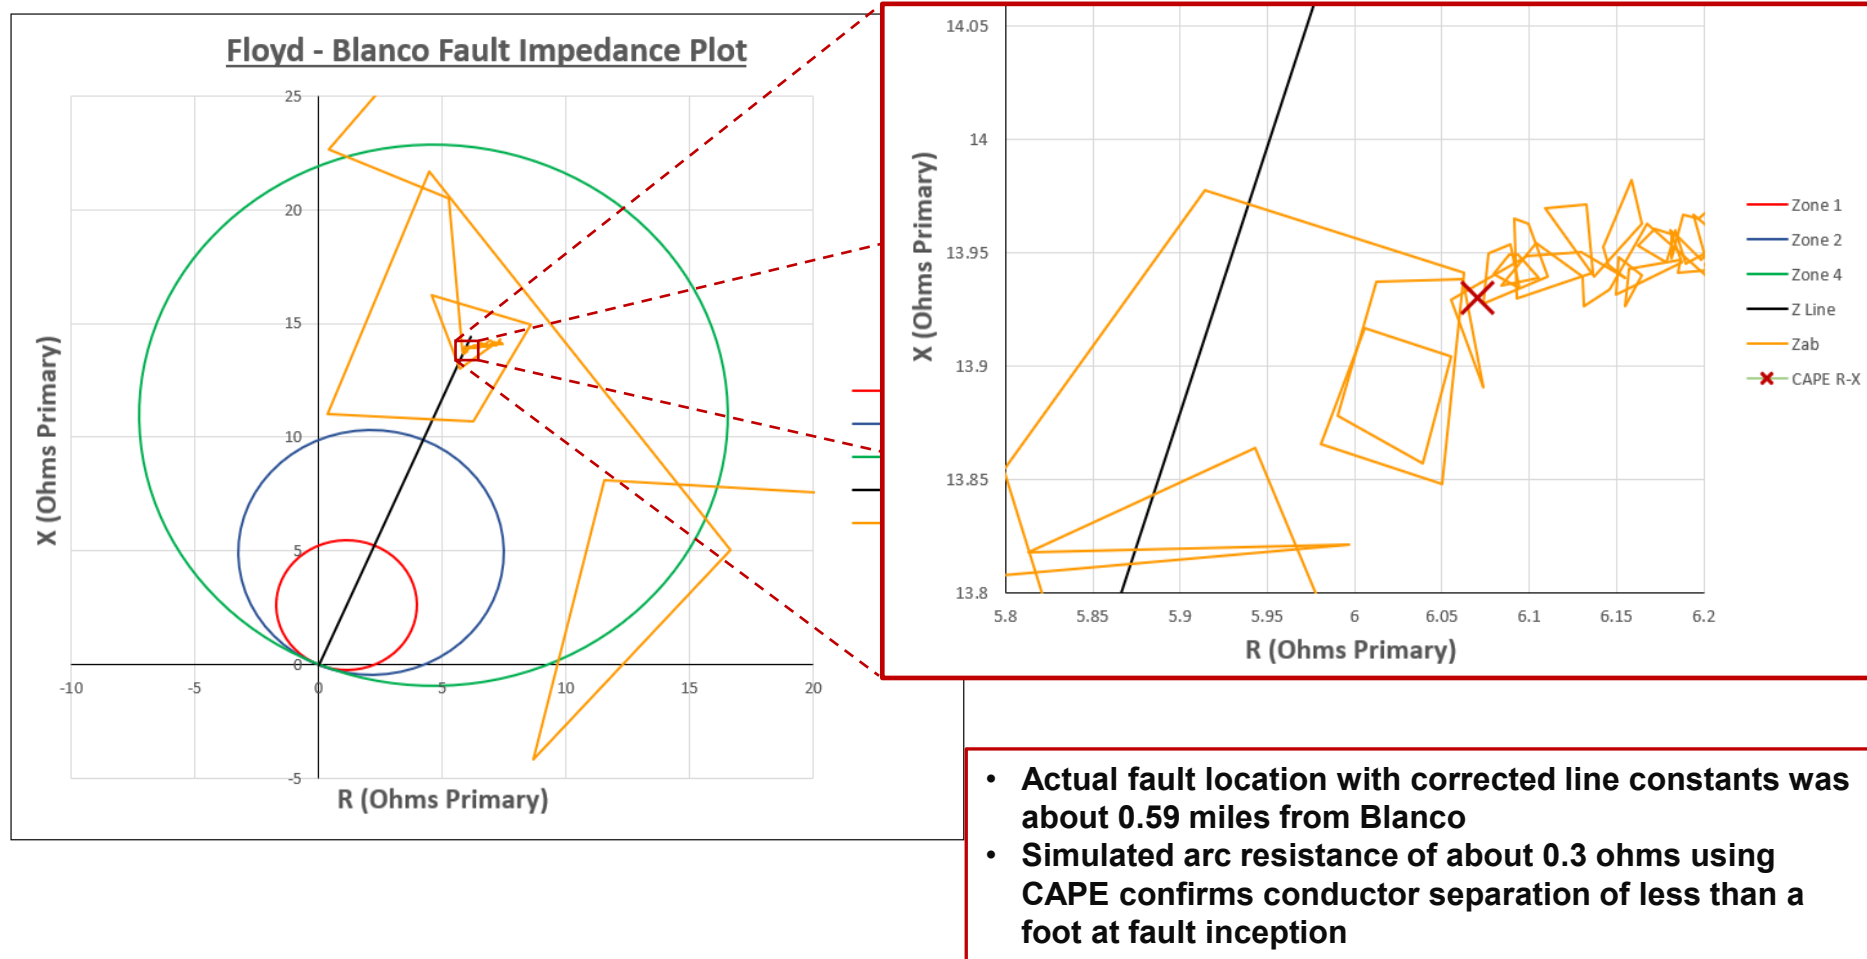 Floyd - Blanco Fault Impedance Plot
25
20
15
10
5
0
-5
-10
-5
0
5
10
15
20
X (Ohms Primary)
R (Ohms Primary)
14.05
14
13.95
13.9
13.85
13.8
5.8
5.85
5.9
5.95
6
6.05
6.1
6.15
6.2
X (Ohms Primary)
R (Ohms Primary)
Zone 1
Zone 2
Zone 4
Z Line
Zab
CAPE R-X
• Actual fault location with corrected line constants was
about 0.59 miles from Blanco
• Simulated arc resistance of about 0.3 ohms using
CAPE confirms conductor separation of less than a
foot at fault inception